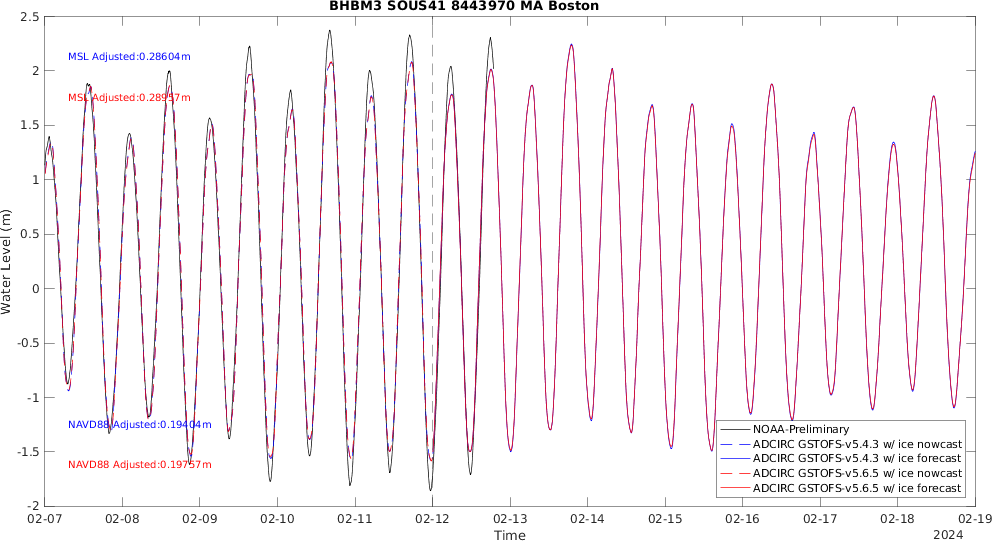 BHBM3 SOUS41 8443970 MA Boston
2.5
2
1.5
1
0.5
0
-0.5
-1
-1.5
-2
Water Level (m)
MSL Adjusted:0.28604m
MSL Adjusted:0.28957m
NAVD88 Adjusted:0.19404m
NAVD88 Adjusted:0.19757m
NOAA-Preliminary
ADCIRC GSTOFS-v5.4.3 w/ ice nowcast
ADCIRC GSTOFS-v5.4.3 w/ ice forecast
ADCIRC GSTOFS-v5.6.5 w/ ice nowcast
ADCIRC GSTOFS-v5.6.5 w/ ice forecast
02-07 02-08 02-09 02-10 02-11 02-12 02-13 02-14 02-15 02-16 02-17 02-18 02-19
Time
2024